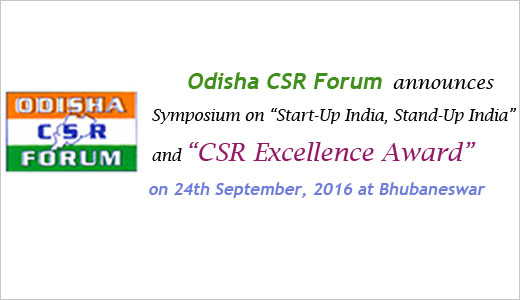 ODISHA
CSR
FORUM
Odisha CSR Forum announces
Symposium on “Start-Up India, Stand-Up India”
and “CSR Excellence Award”
on 24th September, 2016 at Bhubaneswar